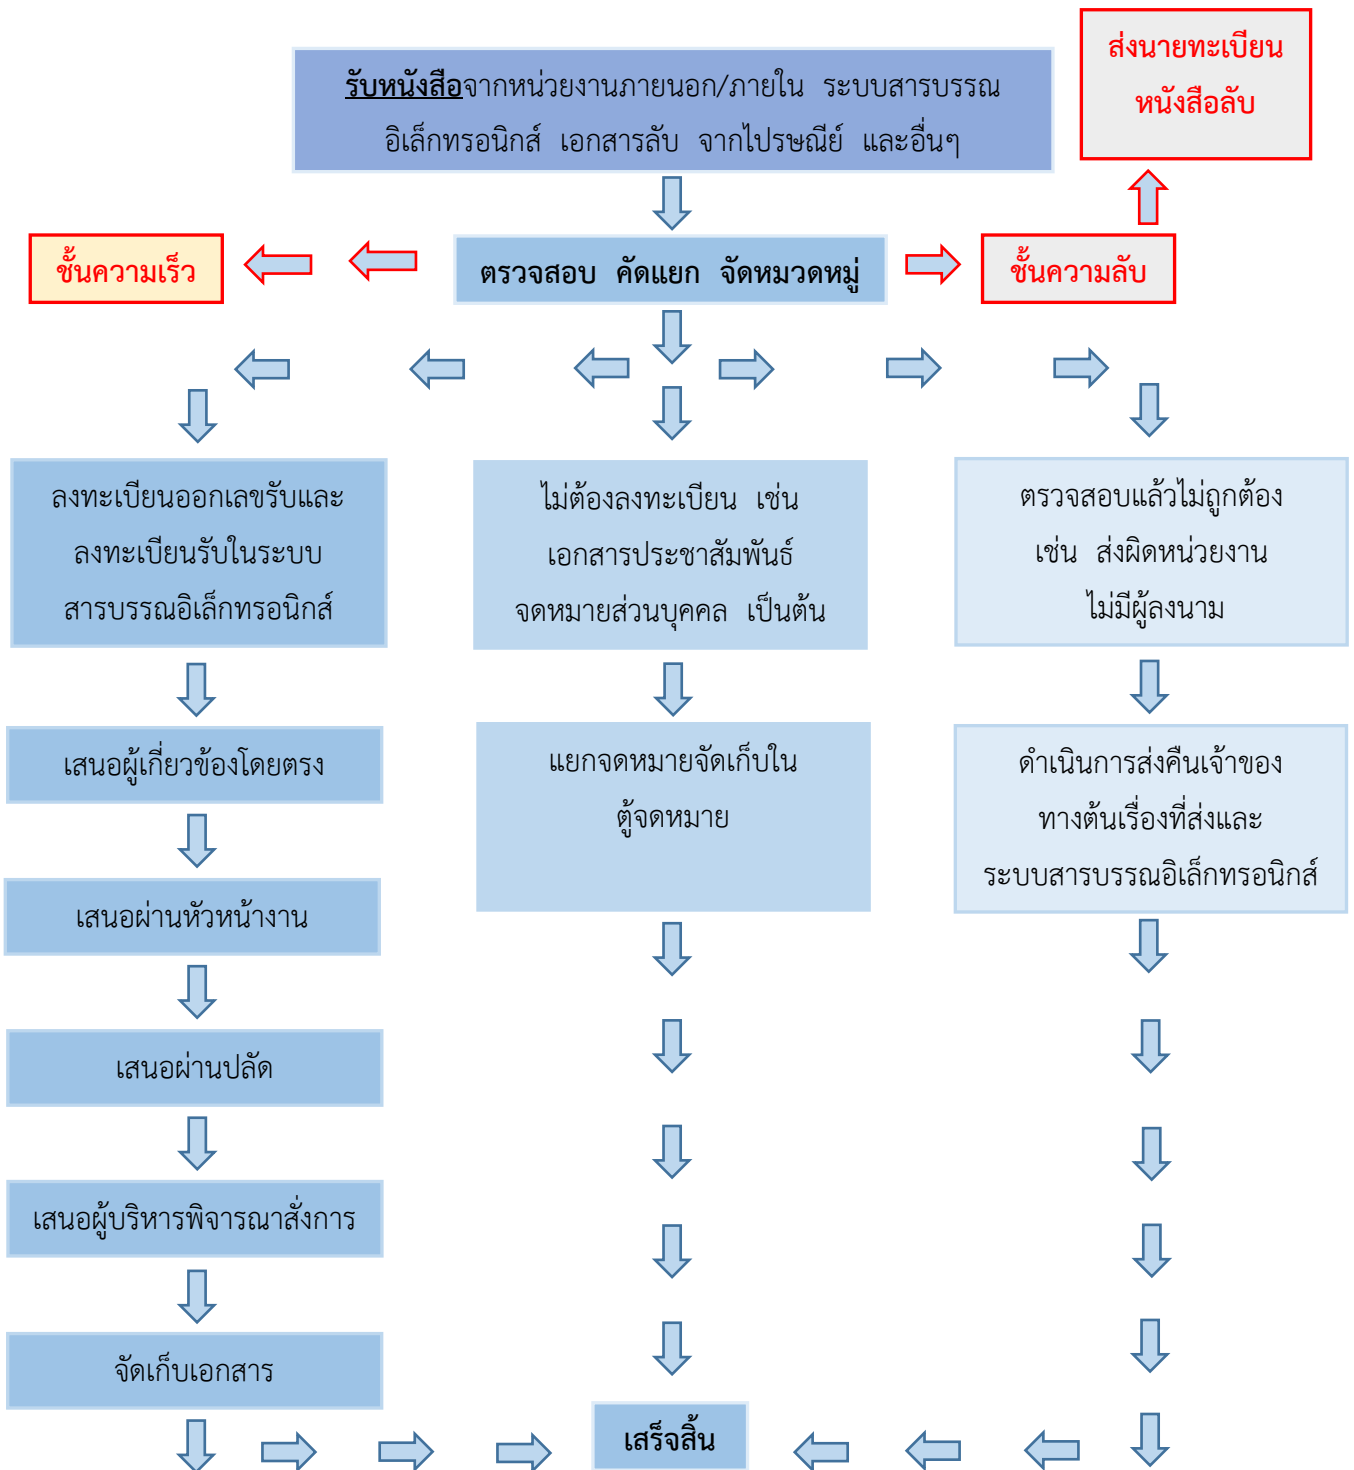 ส่งนายทะเบียน
หนังสือลับ
รับหนังสือจากหน่วยงานภายนอก/ภายใน ระบบสารบรรณ
อิเล็กทรอนิกส์ เอกสารลับ จากไปรษณีย์ และอื่นๆ
ชั้นความเร็ว
ตรวจสอบ คัดแยก จัดหมวดหมู่
ชั้นความลับ
ลงทะเบียนออกเลขรับและ
ลงทะเบียนรับในระบบ
สารบรรณอิเล็กทรอนิกส์
ไม่ต้องลงทะเบียน เช่น
เอกสารประชาสัมพันธ์
จดหมายส่วนบุคคล เป็นต้น
ตรวจสอบแล้วไม่ถูกต้อง
เช่น ส่งผิดหน่วยงาน
ไม่มีผู้ลงนาม
เสนอผู้เกี่ยวข้องโดยตรง
แยกจดหมายจัดเก็บใน
ตู้จดหมาย
ดำเนินการส่งคืนเจ้าของ
ทางต้นเรื่องที่ส่งและ
ระบบสารบรรณอิเล็กทรอนิกส์
เสนอผ่านหัวหน้างาน
เสนอผ่านปลัด
เสนอผู้บริหารพิจารณาสั่งการ
จัดเก็บเอกสาร
เสร็จสิ้น